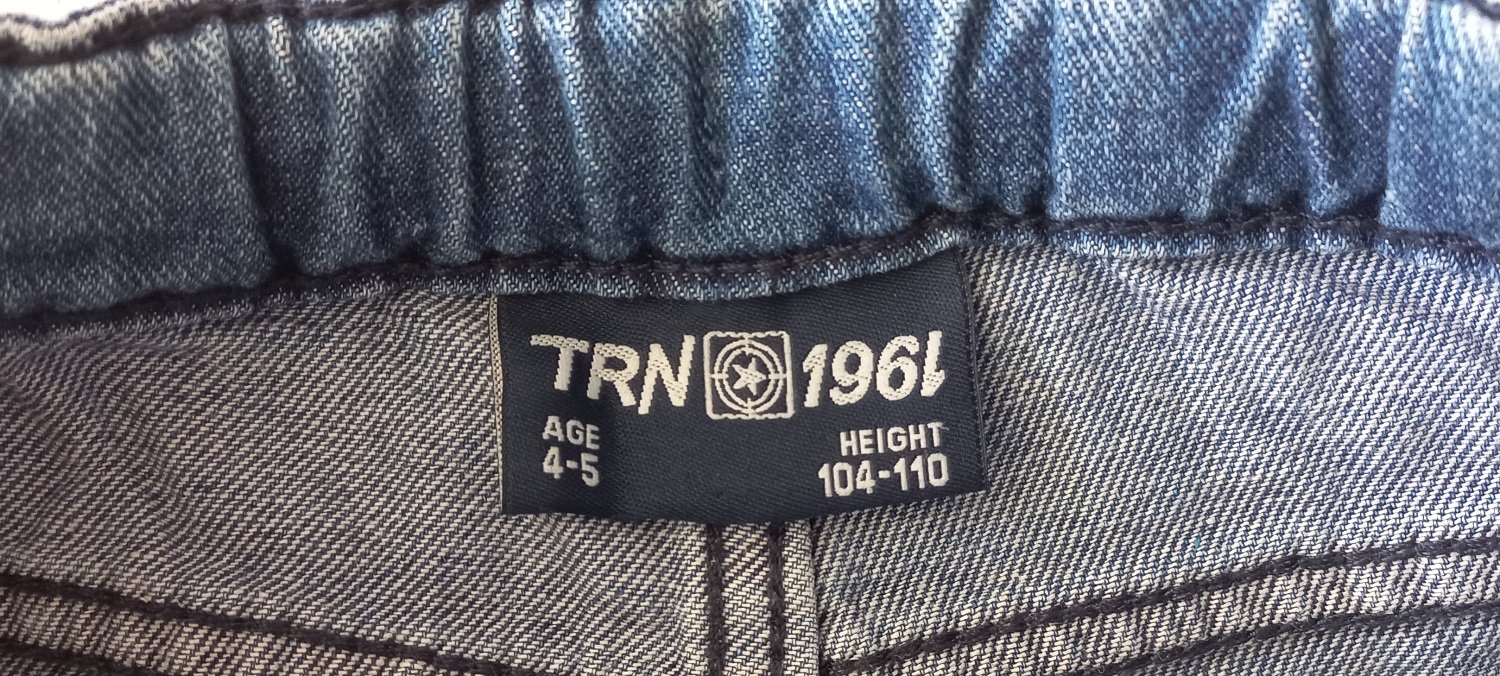 TRN 1961
AGE HEIGHT
4-5 104-110